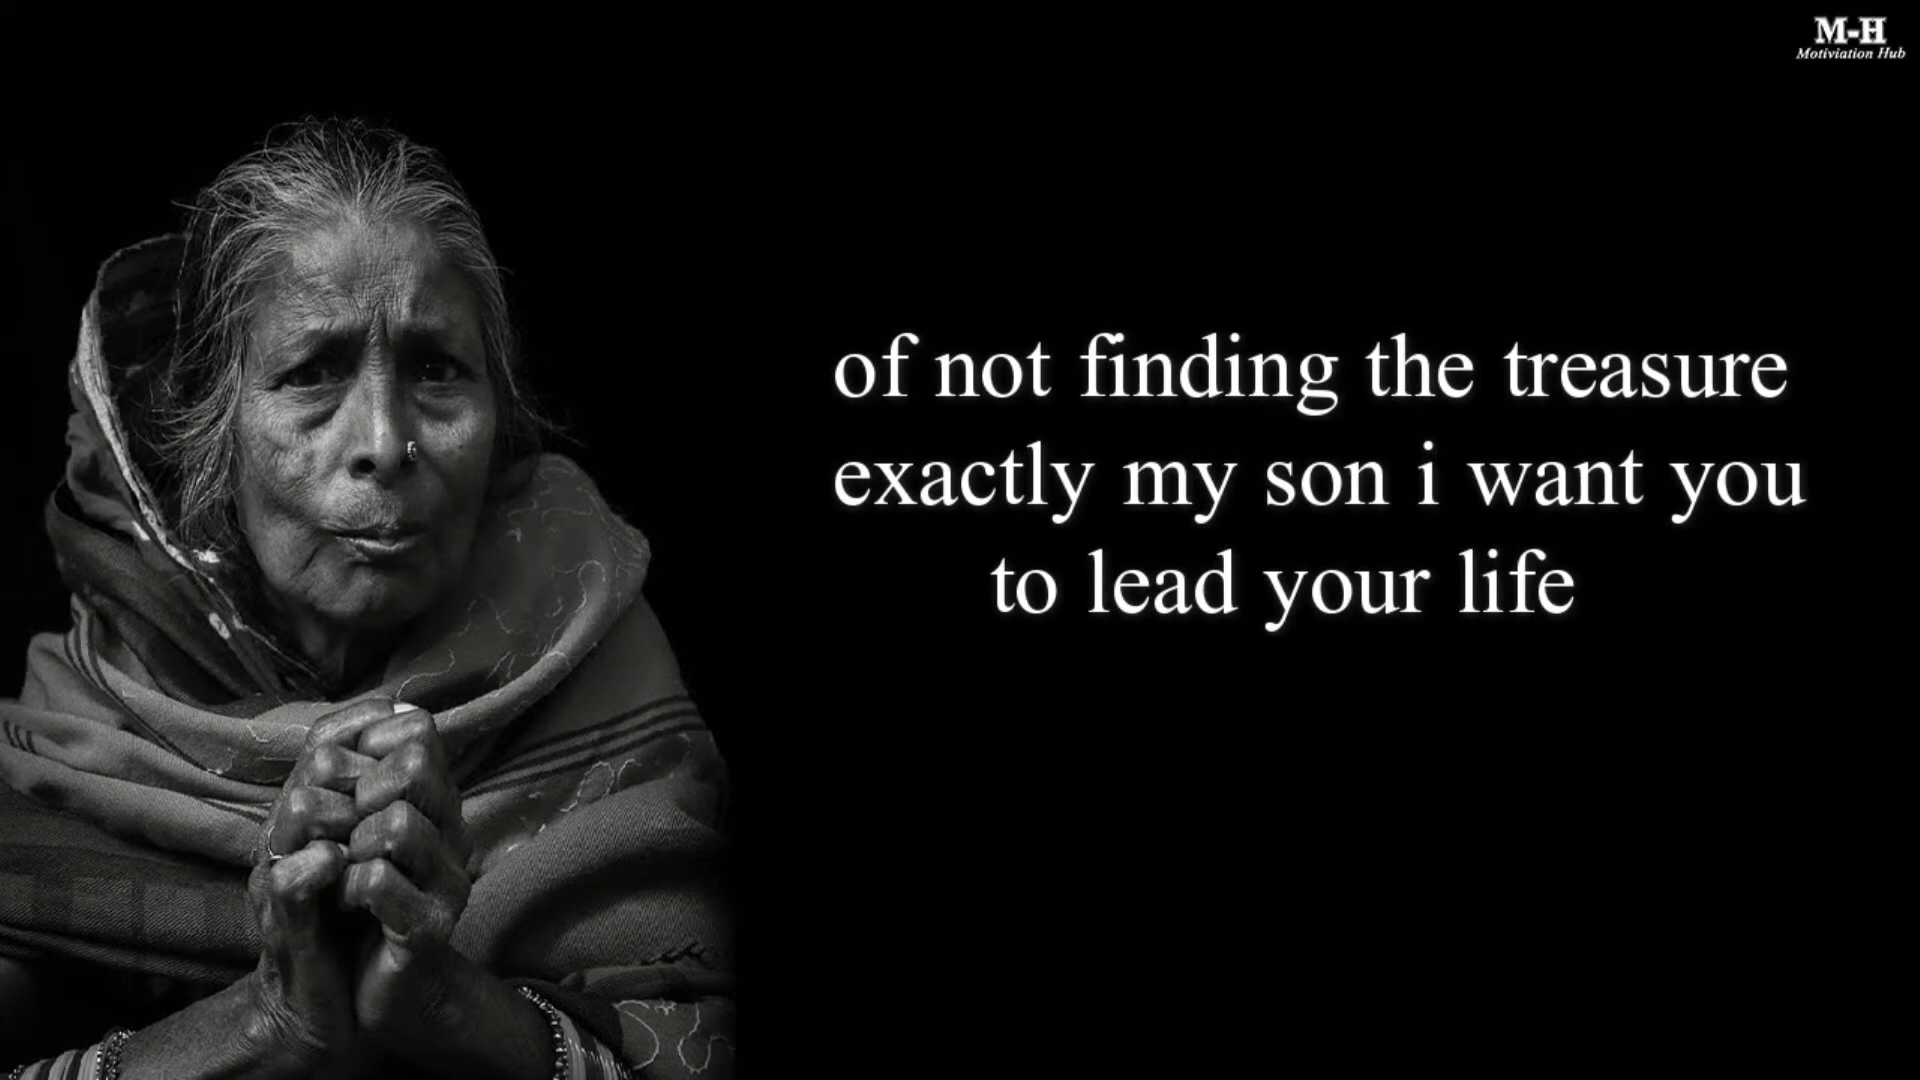 M-H
Motiviation Hub
of not finding the treasure
exactly my son i want you
to lead your life